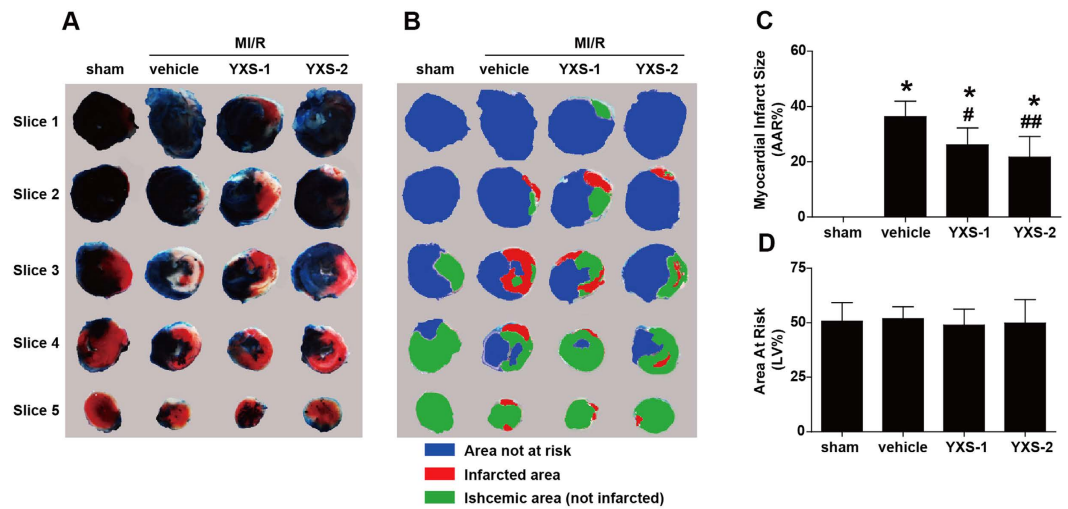 A
MI/R
sham vehicle YXS-1 YXS-2
Slice 1
Slice 2
Slice 3
Slice 4
Slice 5
B
MI/R
sham vehicle YXS-1 YXS-2
Area not at risk
Infarcted area
Ishcemic area (not infarcted)
C
Myocardial Infarct Size
(AAR%)
60
40
20
0
*
*
#
*
##
sham vehicle YXS-1 YXS-2
D
Area At Risk
(LV%)
75
50
25
0
sham vehicle YXS-1 YXS-2